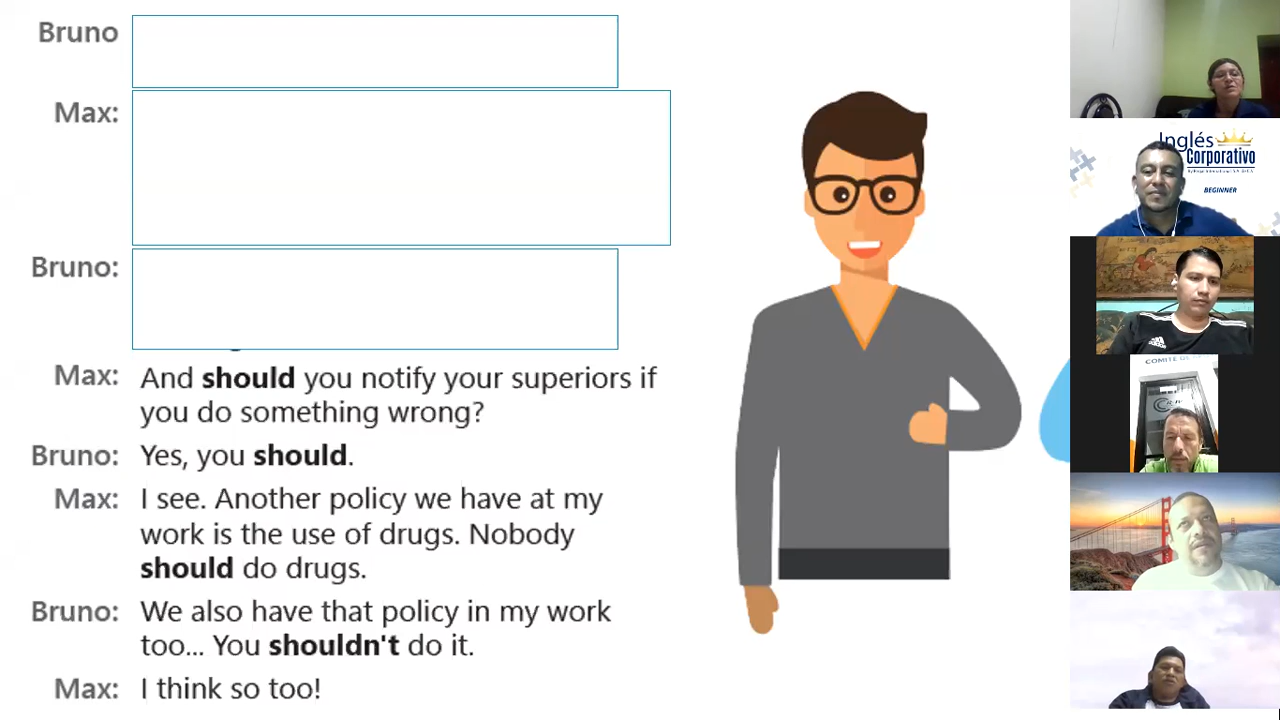 Bruno
Max:
Bruno:
Max: And should you notify your superiors if
you do something wrong?
Bruno: Yes, you should.
Max: I see. Another policy we have at my
work is the use of drugs. Nobody
should do drugs.
Bruno: We also have that policy in my work
too... You shouldn't do it.
Max: I think so too!
Inglés
Corporativo
BEGINNER